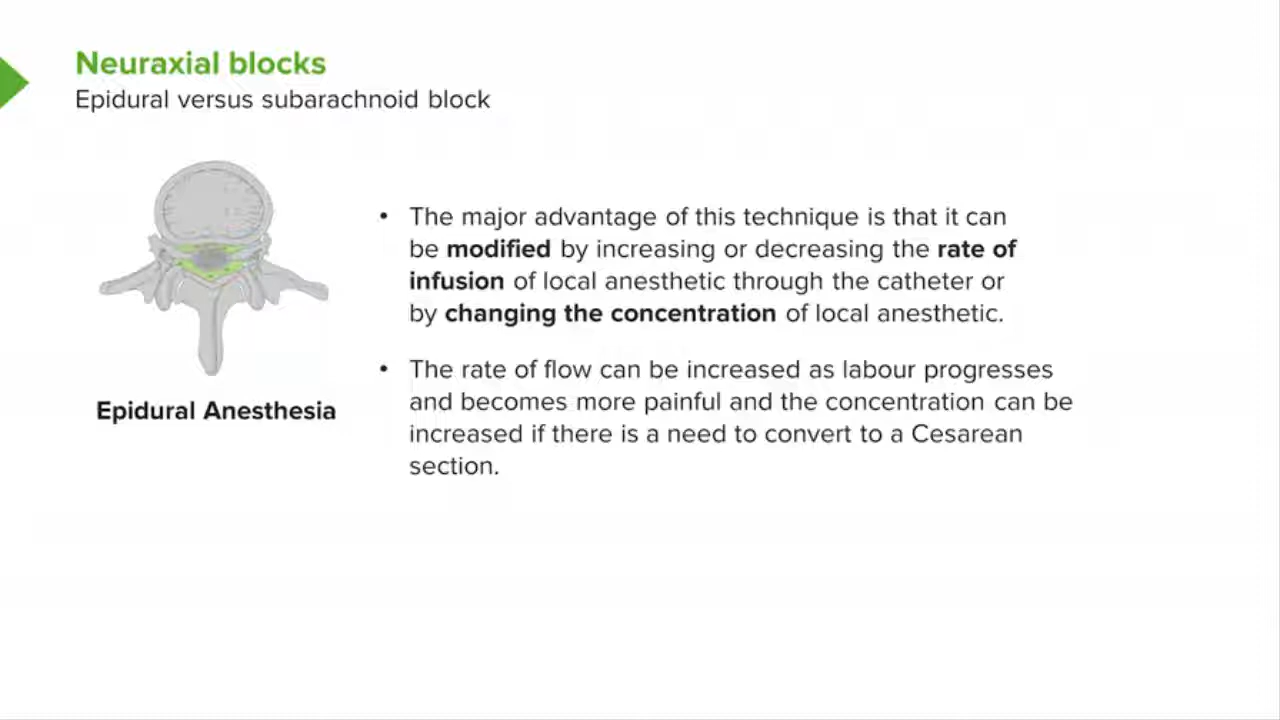 Neuraxial blocks
Epidural versus subarachnoid block
• The major advantage of this technique is that it can
be modified by increasing or decreasing the rate of
infusion of local anesthetic through the catheter or
by changing the concentration of local anesthetic.
• The rate of flow can be increased as labour progresses
and becomes more painful and the concentration can be
increased if there is a need to convert to a Cesarean
section.
Epidural Anesthesia